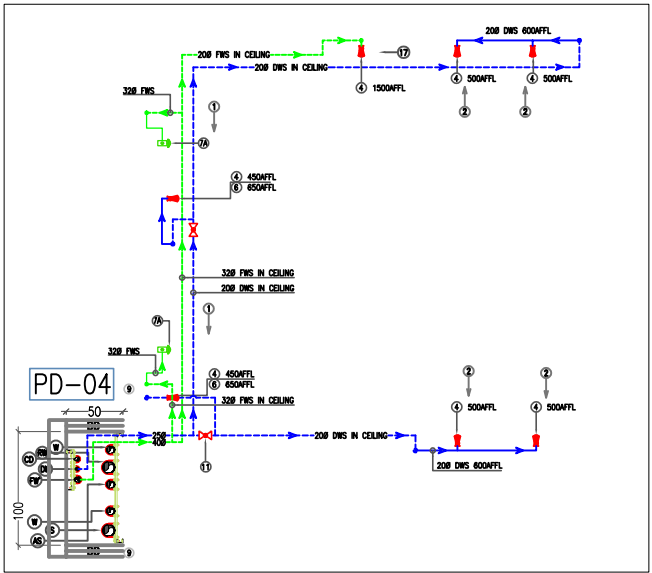 20Ø DWS 600AFFL
20Ø FWS IN CEILING
17
20Ø DWS IN CEILING
4 1500AFFL
4 500AFFL
4 500AFFL
32Ø FWS
1
2
2
7A
4 450AFFL
6 650AFFL
32Ø FWS IN CEILING
20Ø DWS IN CEILING
1
7A
32Ø FWS
4 450AFFL
6 650AFFL
2
2
PD-04
9
32Ø FWS IN CEILING
4 500AFFL
4 500AFFL
50
25Ø
40Ø
20Ø DWS IN CEILING
W
RW
CD
DW
FW
11
20Ø DWS 600AFFL
100
W
S
AS
9